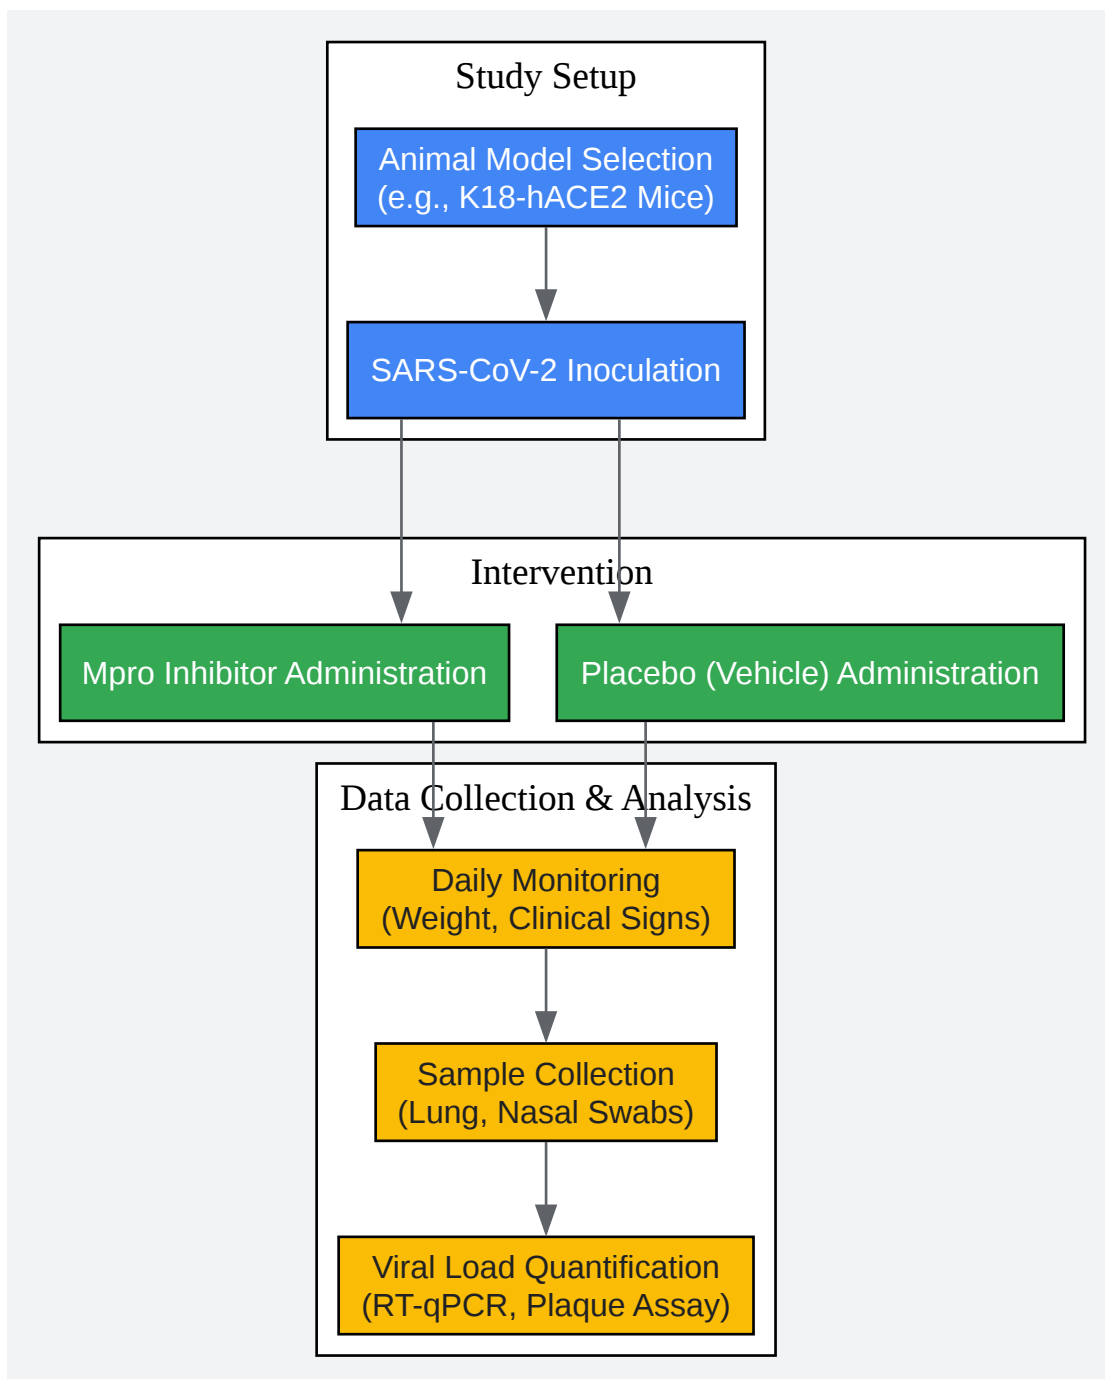 Study Setup
Animal Model Selection
(e.g., K18-hACE2 Mice)
SARS-CoV-2 Inoculation
Intervention
Mpro Inhibitor Administration
Placebo (Vehicle) Administration
Data Collection & Analysis
Daily Monitoring
(Weight, Clinical Signs)
Sample Collection
(Lung, Nasal Swabs)
Viral Load Quantification
(RT-qPCR, Plaque Assay)